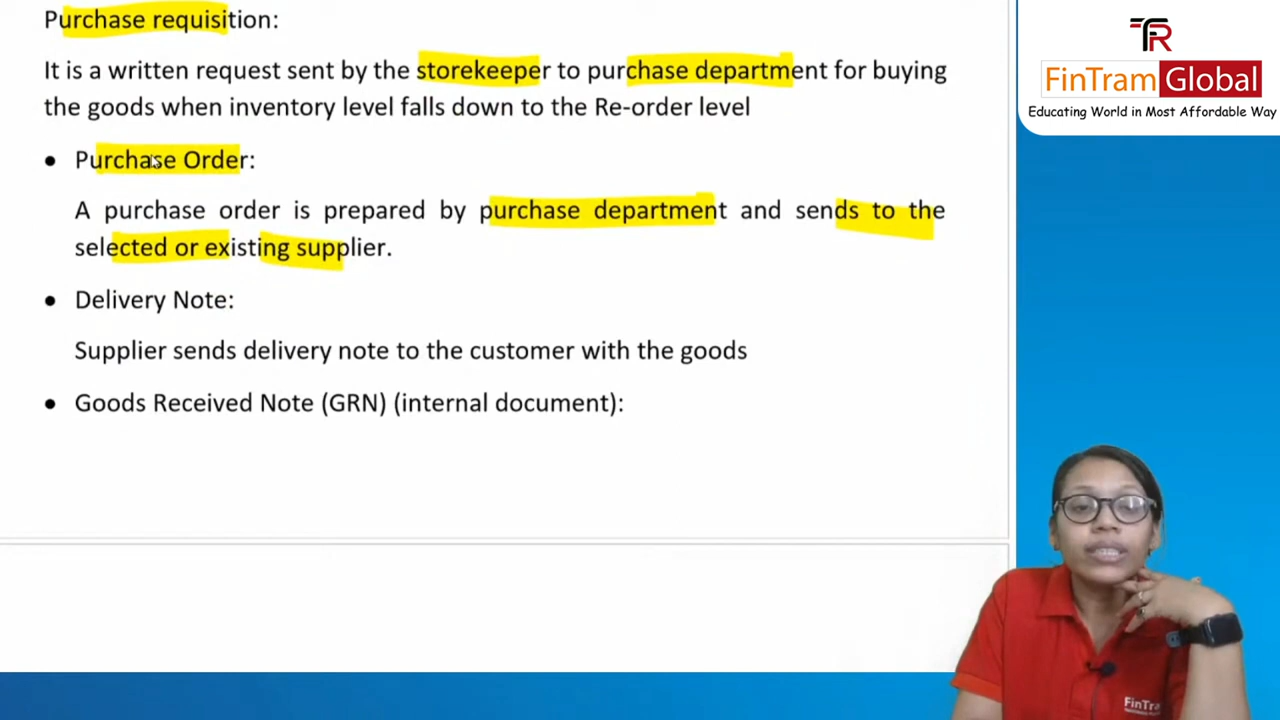 Purchase requisition:
It is a written request sent by the storekeeper to purchase department for buying
the goods when inventory level falls down to the Re-order level
• Purchase Order:
A purchase order is prepared by purchase department and sends to the
selected or existing supplier.
• Delivery Note:
Supplier sends delivery note to the customer with the goods
• Goods Received Note (GRN) (internal document):
TR
FinTram Global
Educating World in Most Affordable Way
FinTra